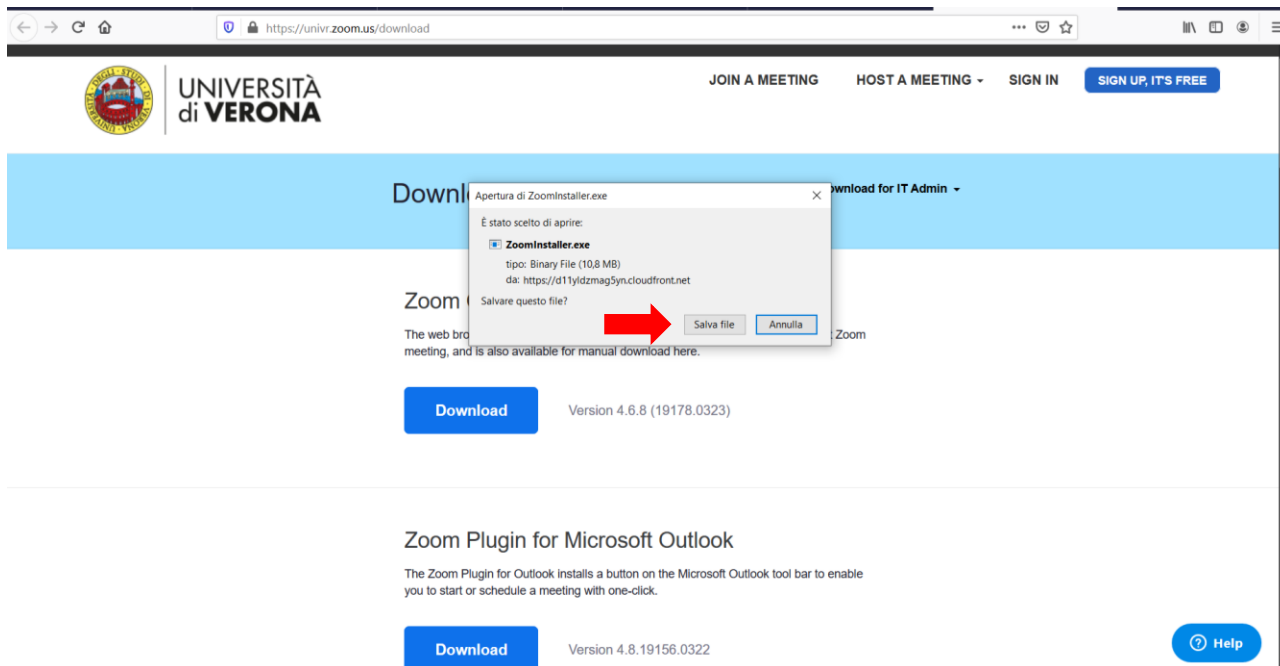 https://univr.zoom.us/download
UNIVERSITÀ
di VERONA
JOIN A MEETING HOST A MEETING SIGN IN SIGN UP, IT'S FREE
Downl
wnload for IT Admin
Apertura di ZoomInstaller.exe
È stato scelto di aprire:
ZoomInstaller.exe
tipo: Binary File (10,8 MB)
da: https://d11yldzmag5yn.cloudfront.net
Salvare questo file?
Salva file Annulla
Zoom
The web bro Zoom
meeting, and is also available for manual download here.
Download Version 4.6.8 (19178.0323)
Zoom Plugin for Microsoft Outlook
The Zoom Plugin for Outlook installs a button on the Microsoft Outlook tool bar to enable
you to start or schedule a meeting with one-click.
Download Version 4.8.19156.0322
Help